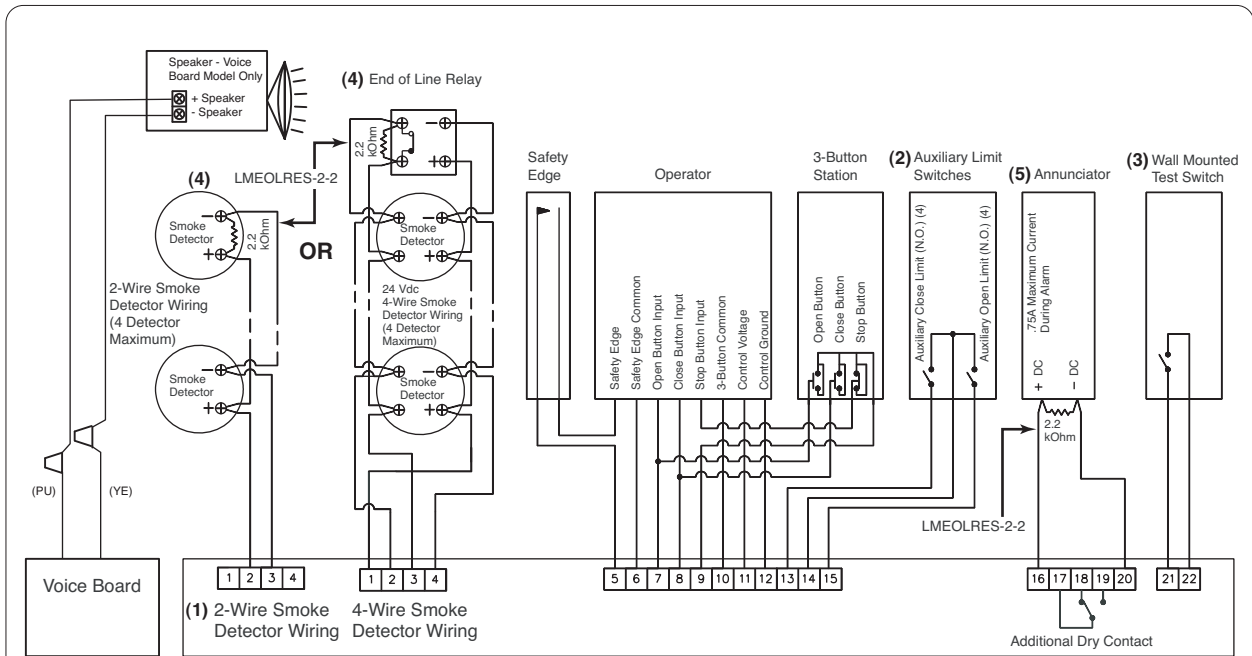 Speaker - Voice
Board Model Only
+ Speaker
- Speaker
(4) End of Line Relay
2.2
kOhm
−
+
LMEOLRES-2-2
(4)
−
Smoke
Detector
+
2.2
kOhm
OR
2-Wire Smoke
Detector Wiring
(4 Detector
Maximum)
−
Smoke
Detector
+
−
Smoke
Detector
+
24 Vdc
4-Wire Smoke
Detector Wiring
(4 Detector
Maximum)
−
Smoke
Detector
+
(PU)
(YE)
Voice Board
1 2 3 4
(1) 2-Wire Smoke
Detector Wiring
1 2 3 4
4-Wire Smoke
Detector Wiring
Safety
Edge
Operator
Safety Edge
Safety Edge Common
Open Button Input
Close Button Input
Stop Button Input
3-Button Common
Control Voltage
Control Ground
3-Button
Station
Open Button
Close Button
Stop Button
(2) Auxiliary Limit
Switches
Auxiliary Close Limit (N.O.) (4)
Auxiliary Open Limit (N.O.) (4)
(5) Annunciator
.75A Maximum Current
During Alarm
+ DC
− DC
2.2
kOhm
LMEOLRES-2-2
(3) Wall Mounted
Test Switch
5 6 7 8 9 10 11 12 13 14 15
16 17 18 19 20
21 22
Additional Dry Contact